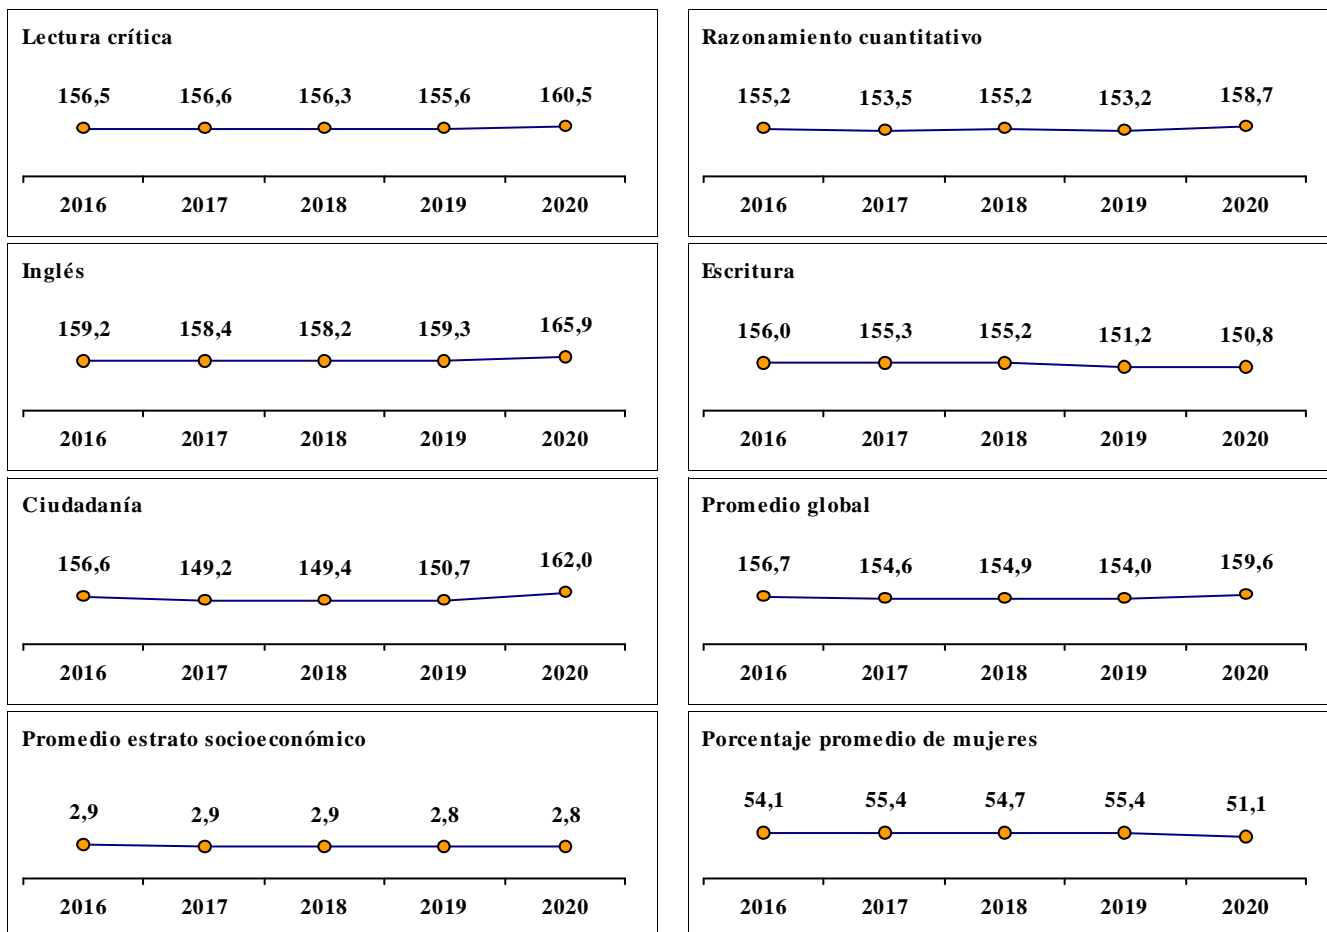 Lectura crítica
156,5 156,6 156,3 155,6 160,5
2016 2017 2018 2019 2020
Razonamiento cuantitativo
155,2 153,5 155,2 153,2 158,7
2016 2017 2018 2019 2020
Inglés
159,2 158,4 158,2 159,3 165,9
2016 2017 2018 2019 2020
Escritura
156,0 155,3 155,2 151,2 150,8
2016 2017 2018 2019 2020
Ciudadanía
156,6 149,2 149,4 150,7 162,0
2016 2017 2018 2019 2020
Promedio global
156,7 154,6 154,9 154,0 159,6
2016 2017 2018 2019 2020
Promedio estrato socioeconómico
2,9 2,9 2,9 2,8 2,8
2016 2017 2018 2019 2020
Porcentaje promedio de mujeres
54,1 55,4 54,7 55,4 51,1
2016 2017 2018 2019 2020